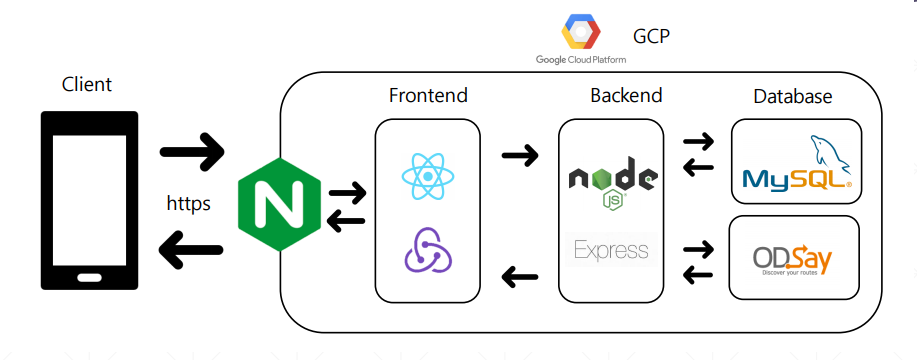 GCP
Google Cloud Platform
Client
Frontend
Backend
Database
https
N
node
JS
Express
MySQL®
ODsay
Discover your routes